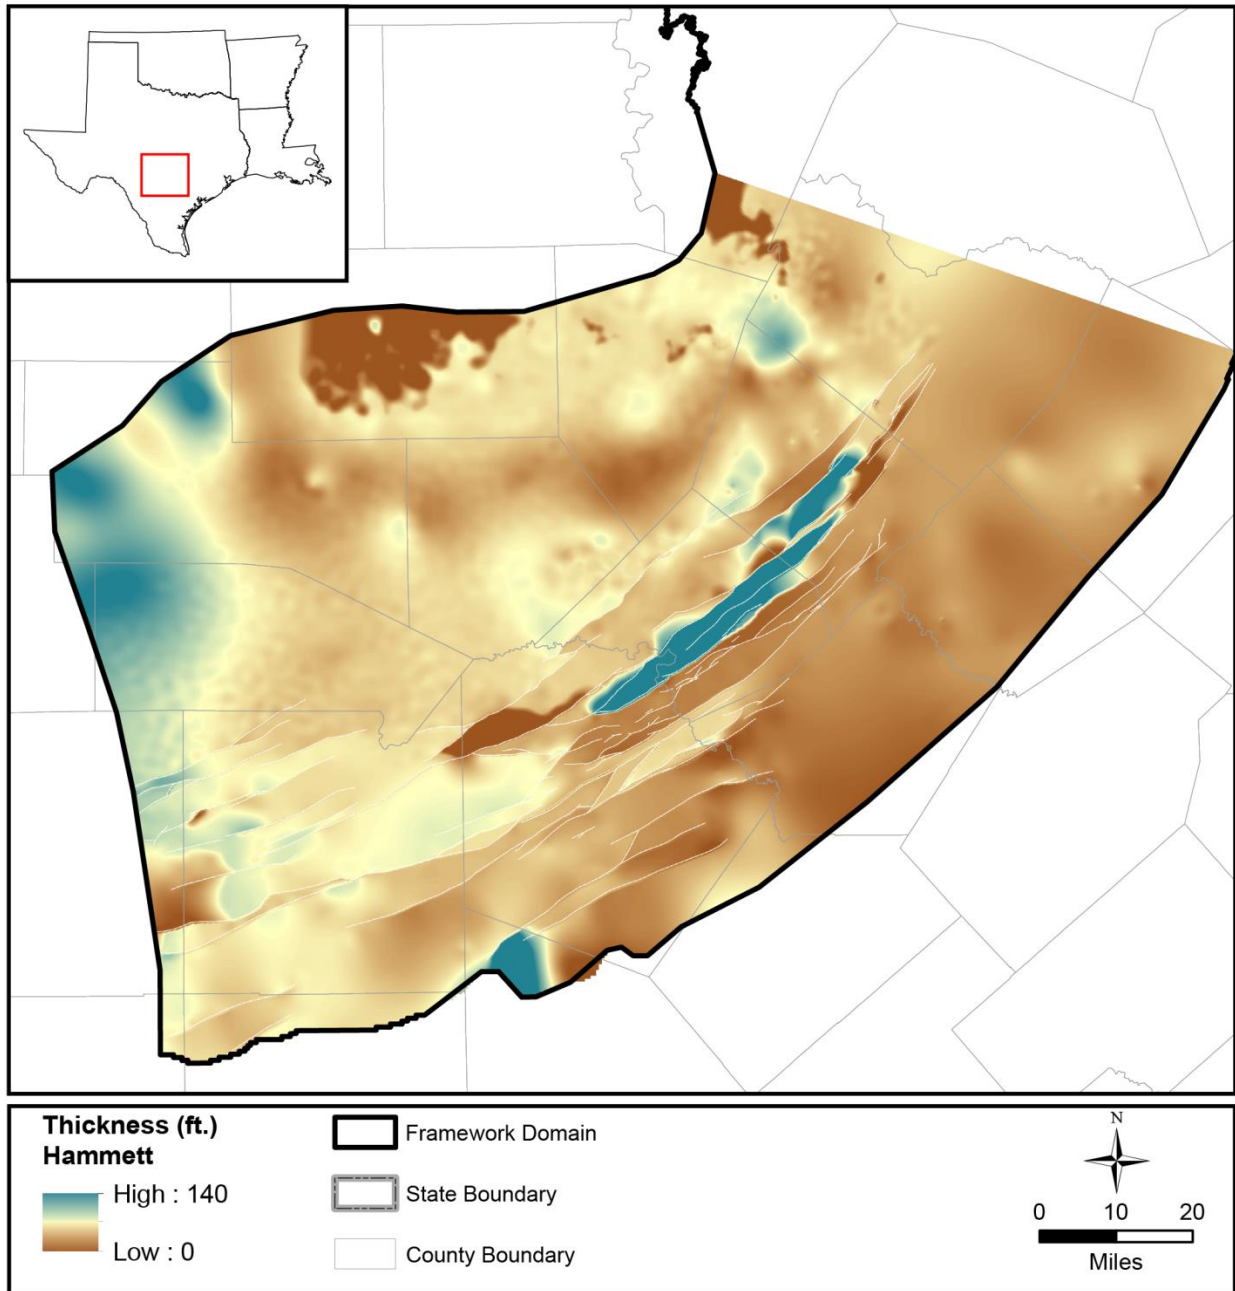 Thickness (ft.)
Hammett
High : 140
Low : 0
Framework Domain
State Boundary
County Boundary
N
0 10 20
Miles